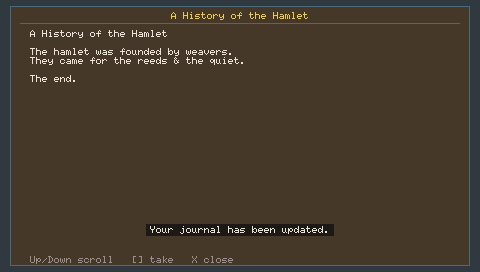 A History of the Hamlet
A History of the Hamlet
The hamlet was founded by weavers.
They came for the reeds & the quiet.
The end.
Your journal has been updated.
Up/Down scroll [] take X close